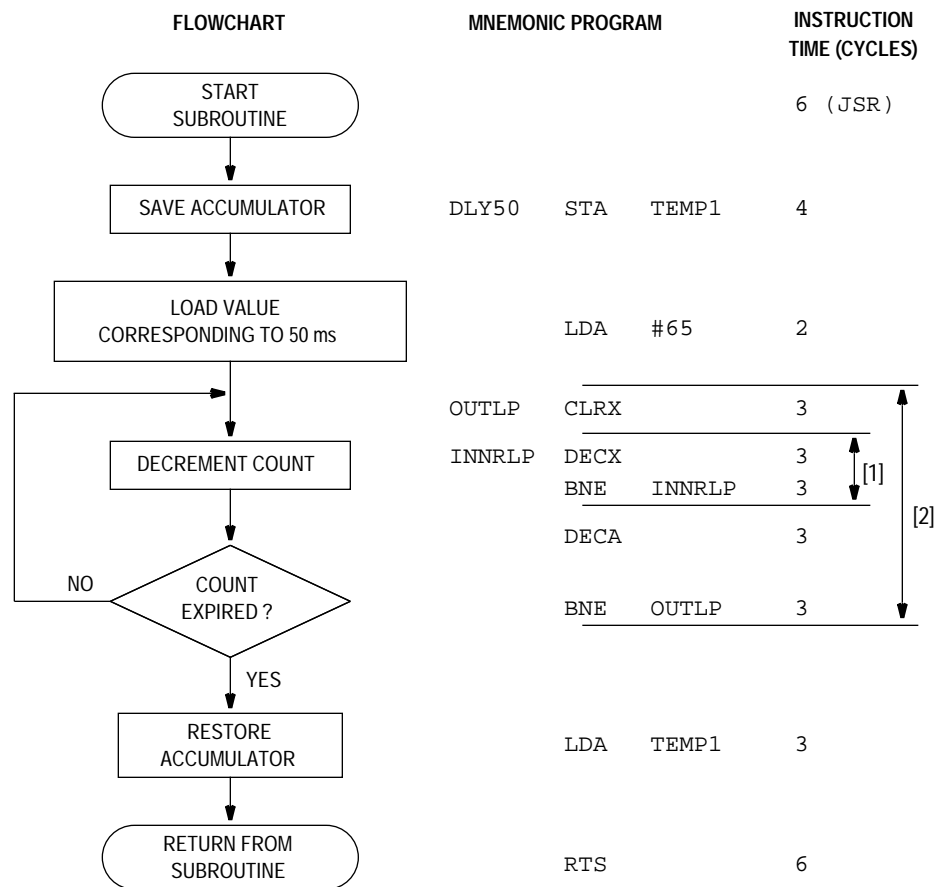 FLOWCHART MNEMONIC PROGRAM INSTRUCTION
TIME (CYCLES)
START
SUBROUTINE
6 (JSR)
SAVE ACCUMULATOR
DLY50 STA TEMP1 4
LOAD VALUE
CORRESPONDING TO 50 ms
LDA #65 2
OUTLP CLRX 3
DECREMENT COUNT
INNRLP DECX 3
BNE INNRLP 3
[1]
[2]
DECA 3
NO
COUNT
EXPIRED ?
BNE OUTLP 3
YES
RESTORE
ACCUMULATOR
LDA TEMP1 3
RETURN FROM
SUBROUTINE
RTS 6